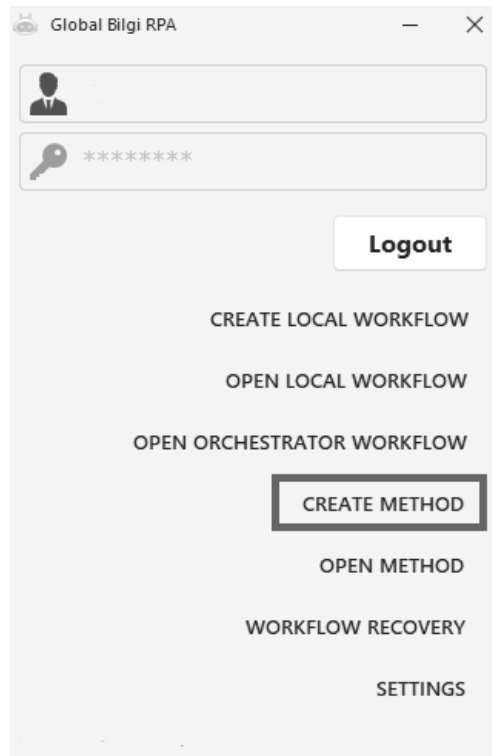 Global Bilgi RPA
********
Logout
CREATE LOCAL WORKFLOW
OPEN LOCAL WORKFLOW
OPEN ORCHESTRATOR WORKFLOW
CREATE METHOD
OPEN METHOD
WORKFLOW RECOVERY
SETTINGS